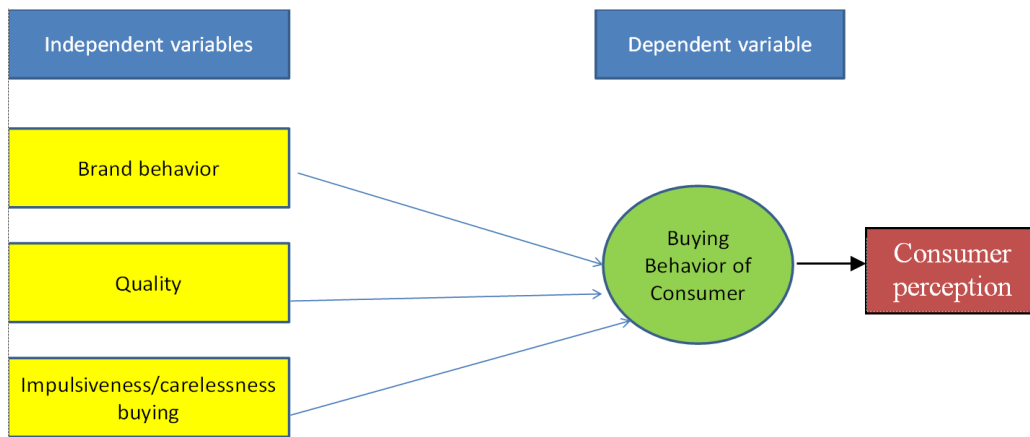 Independent variables
Dependent variable
Brand behavior
Quality
Impulsiveness/carelessness
buying
Buying
Behavior of
Consumer
Consumer
perception